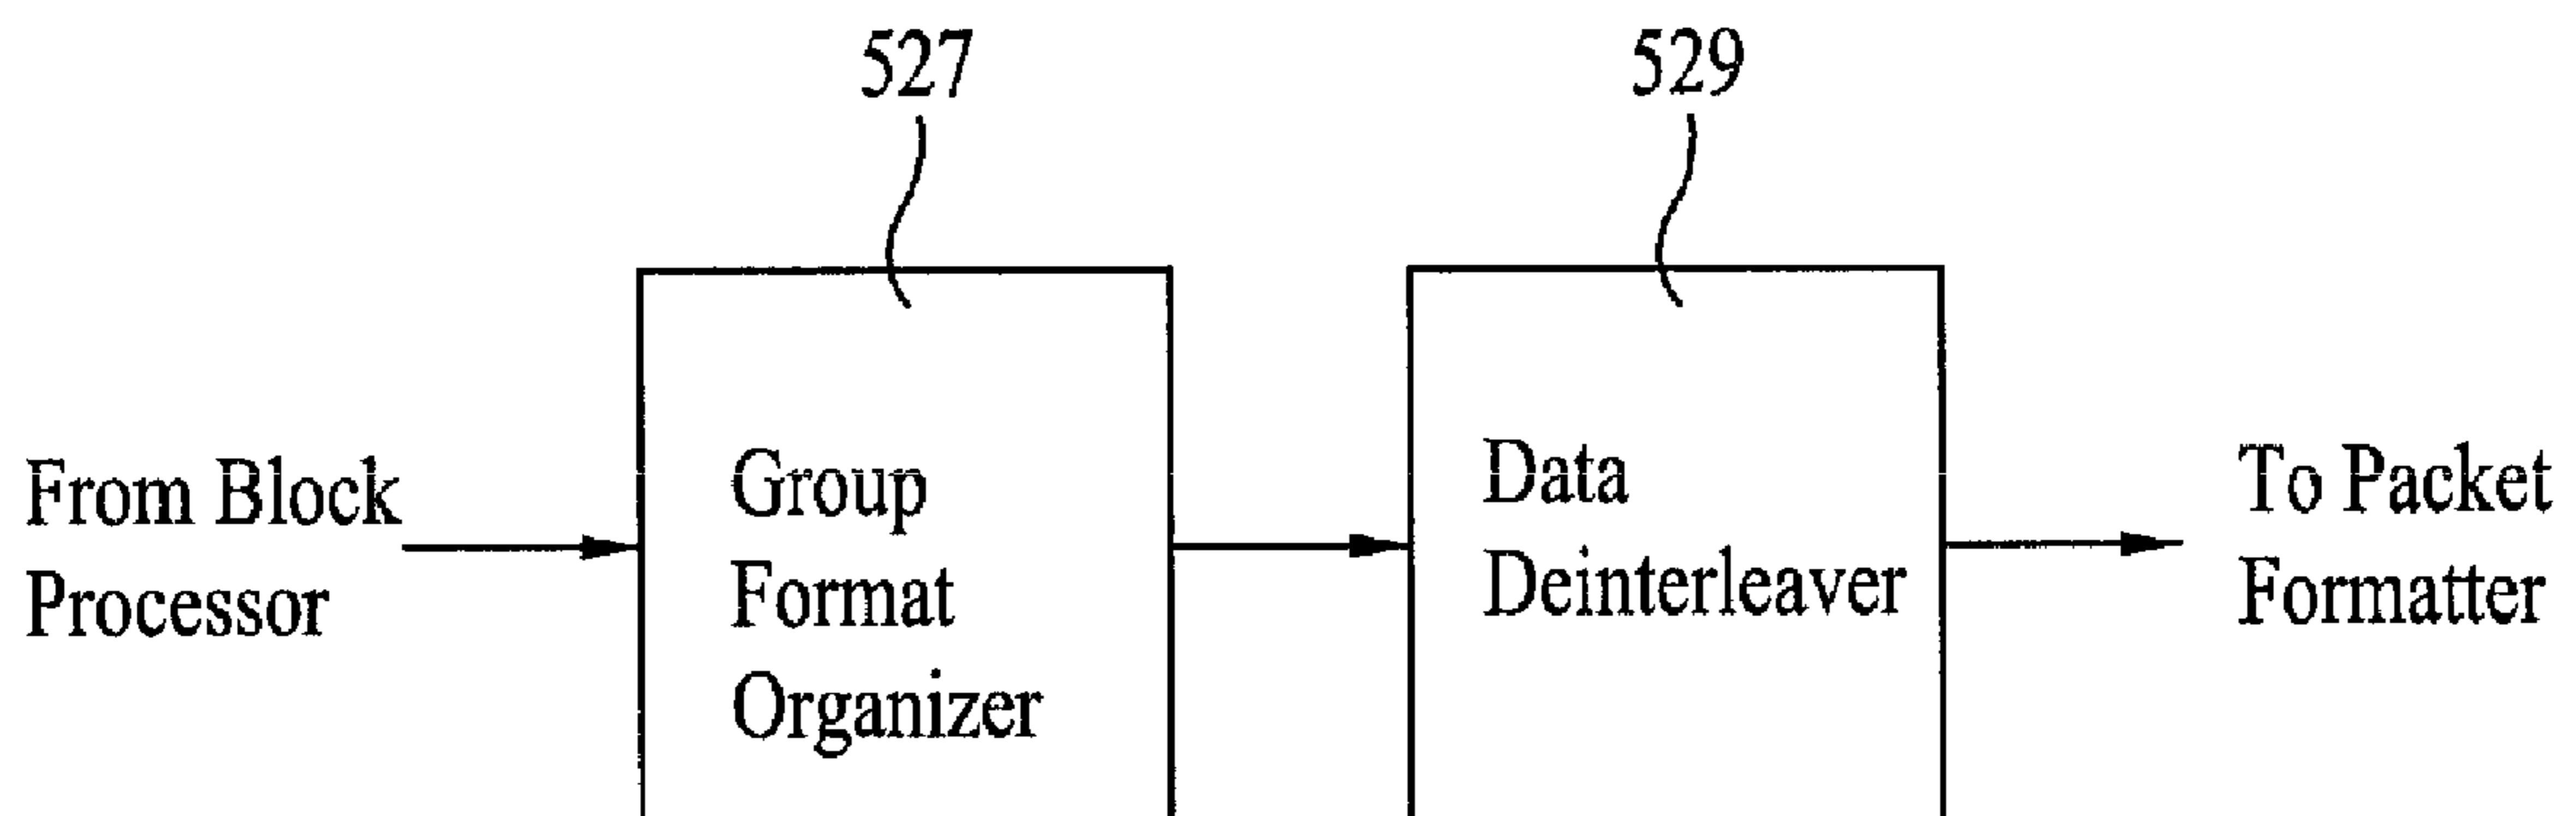 527
529
From Block
Processor
Group
Format
Organizer
Data
Deinterleaver
To Packet
Formatter